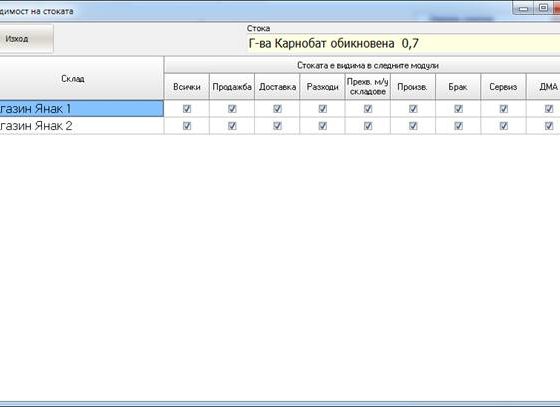 димост на стоката
Изход
Стока
Г-ва Карнобат обикновена 0,7
Склад
Стоката е видима в следните модули
Всички Продажба Доставка Разходи Прехв. м/у складове Произв. Брак Сервиз ДМА
газин Янак 1
газин Янак 2